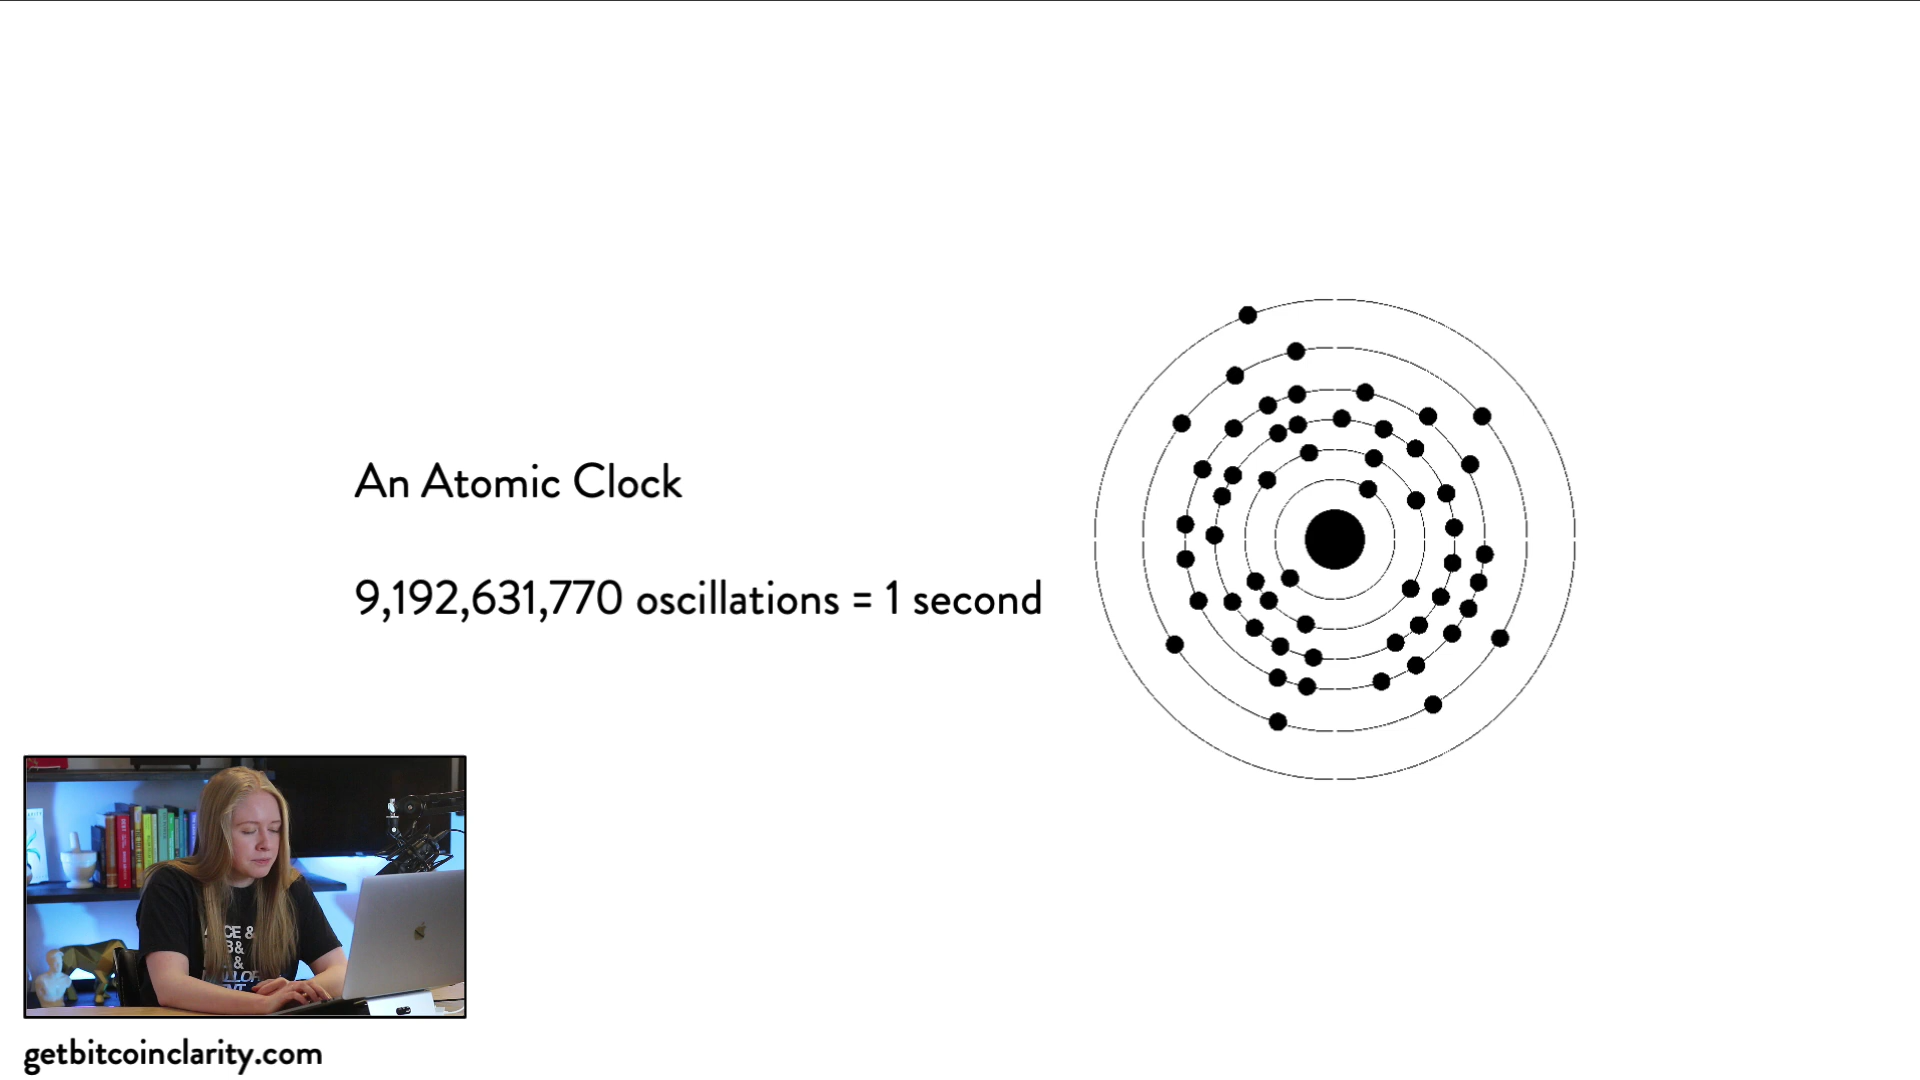 An Atomic Clock
9,192,631,770 oscillations = 1 second
&
&
&
getbitcoinclarity.com